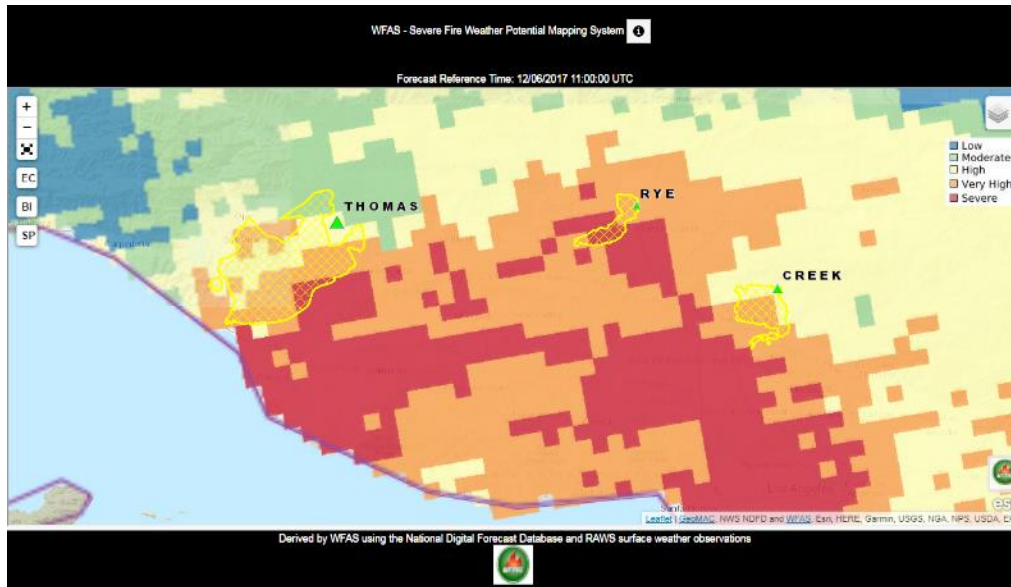 WFAS - Severe Fire Weather Potential Mapping System
Forecast Reference Time: 12/06/2017 11:00:00 UTC
+
−
EC
BI
SP
Low
Moderate
High
Very High
Severe
THOMAS
RYE
CREEK
Los Angeles
Leaflet | GeoMAC, NWS NDFD and WFAS, Esri, HERE, Garmin, USGS, NGA, NPS, USDA,
Derived by WFAS using the National Digital Forecast Database and RAWS surface weather observations